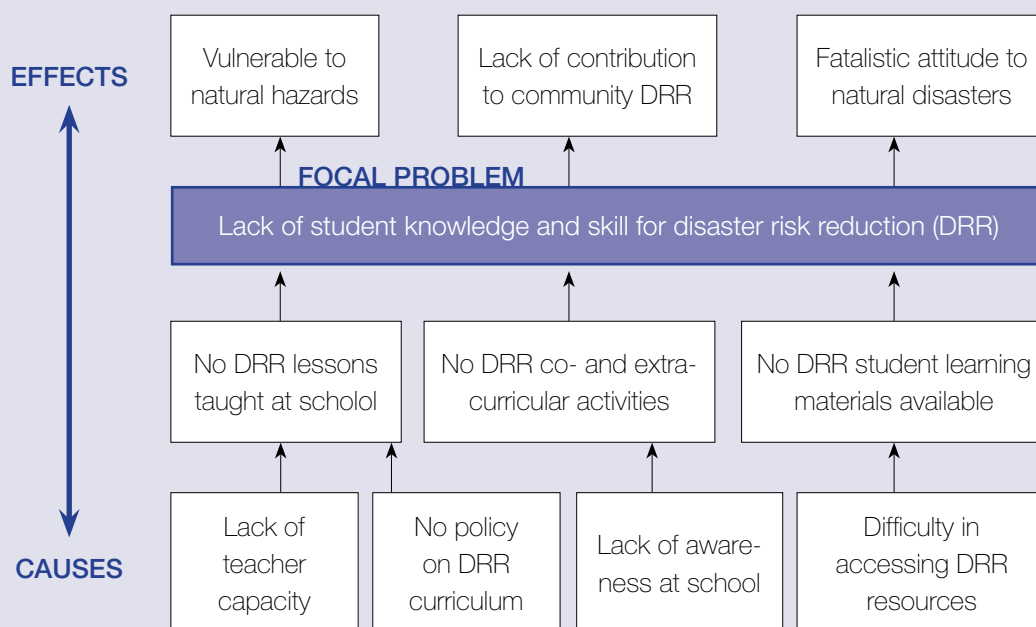 EFFECTS
Vulnerable to
natural hazards
Lack of contribution
to community DRR
Fatalistic attitude to
natural disasters
FOCAL PROBLEM
Lack of student knowledge and skill for disaster risk reduction (DRR)
No DRR lessons
taught at scholol
No DRR co- and extra-
curricular activities
No DRR student learning
materials available
CAUSES
Lack of
teacher
capacity
No policy
on DRR
curriculum
Lack of aware-
ness at school
Difficulty in
accessing DRR
resources